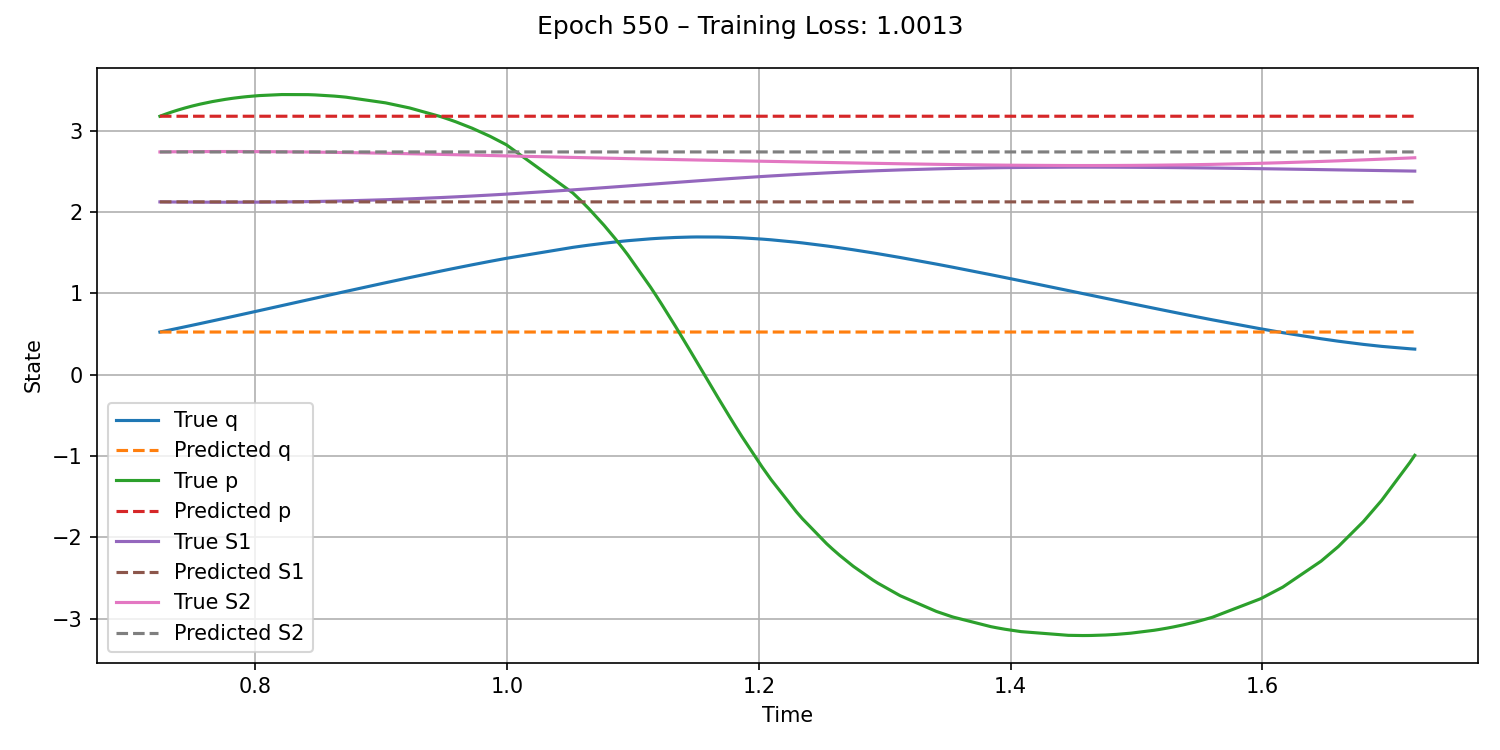 Epoch 550 – Training Loss: 1.0013
State
3
2
1
0
−1
−2
−3
True q
Predicted q
True p
Predicted p
True S1
Predicted S1
True S2
Predicted S2
0.8 1.0 1.2 1.4 1.6
Time